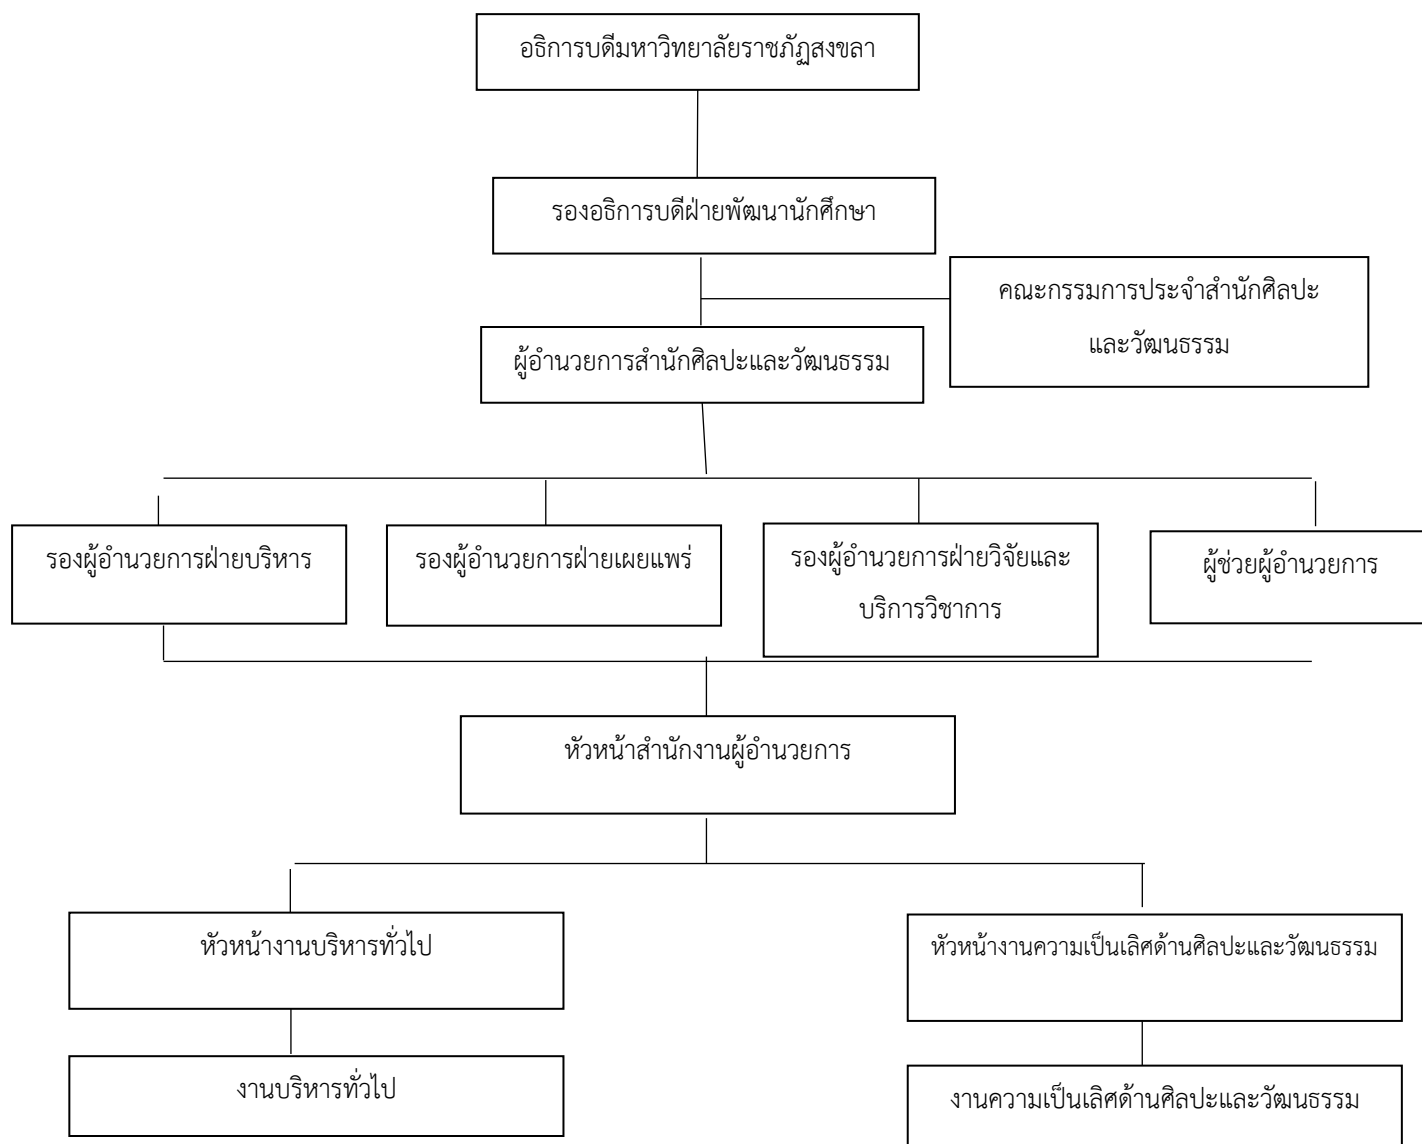 อธิการบดีมหาวิทยาลัยราชภัฏสงขลา
รองอธิการบดีฝ่ายพัฒนานักศึกษา
คณะกรรมการประจำสำนักศิลปะ
และวัฒนธรรม
ผู้อำนวยการสำนักศิลปะและวัฒนธรรม
รองผู้อำนวยการฝ่ายบริหาร
รองผู้อำนวยการฝ่ายเผยแพร่
รองผู้อำนวยการฝ่ายวิจัยและ
บริการวิชาการ
ผู้ช่วยผู้อำนวยการ
หัวหน้าสำนักงานผู้อำนวยการ
หัวหน้างานบริหารทั่วไป
หัวหน้างานความเป็นเลิศด้านศิลปะและวัฒนธรรม
งานบริหารทั่วไป
งานความเป็นเลิศด้านศิลปะและวัฒนธรรม